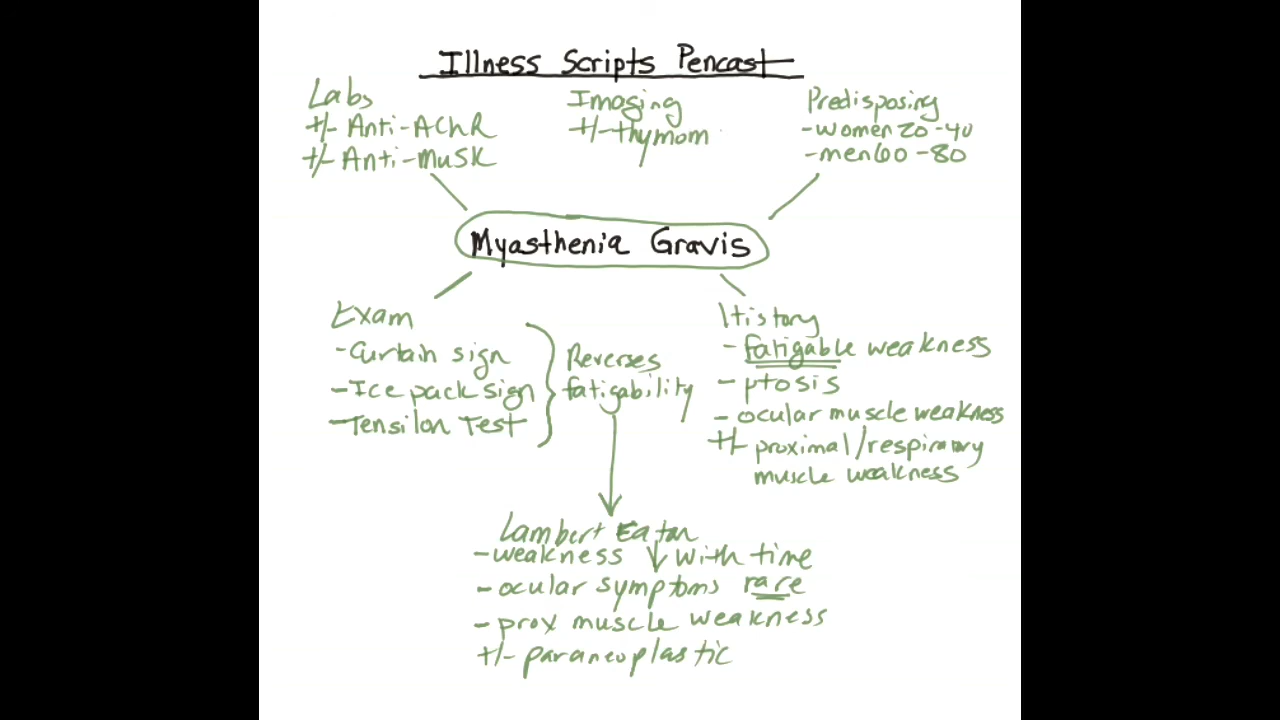 Illness Scripts Pencast
Labs
+/- Anti-AChR
+/- Anti-MuSK
Imaging
+/- thymom
Predisposing
- women 20-40
- men 60-80
Myasthenia Gravis
Exam
- Curtain sign
- Ice pack sign
- Tensilon Test
Reverses
fatigability
History
- fatigable weakness
- ptosis
- ocular muscle weakness
+/- proximal/respiratory
muscle weakness
Lambert Eaton
- weakness ↓ with time
- ocular symptoms rare
- prox muscle weakness
+/- paraneoplastic